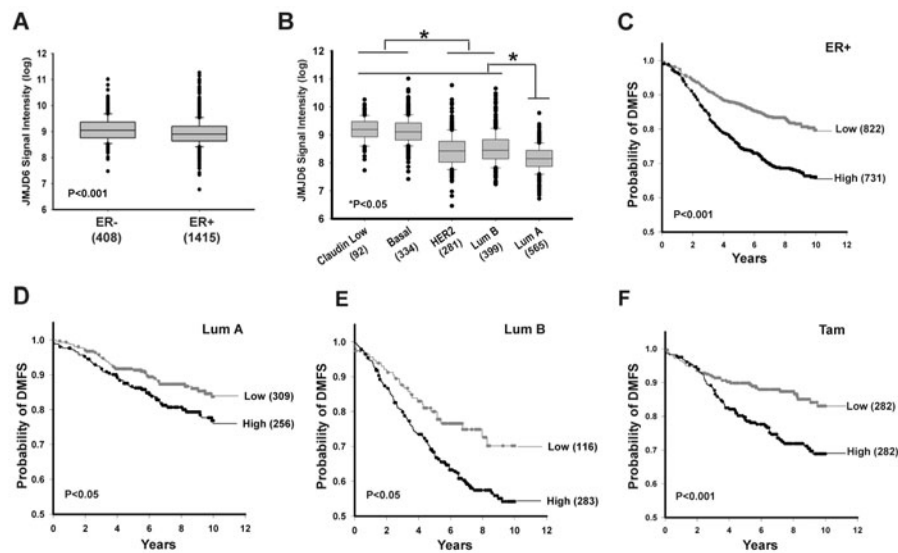 A
JMJD6 Signal Intensity (log)
12
11
10
9
8
7
6
P<0.001
ER-
(408)
ER+
(1415)
B
JMJD6 Signal Intensity (log)
12
11
10
9
8
7
6
*
*
*P<0.05
Claudin Low
(92)
Basal
(334)
HER2
(281)
Lum B
(399)
Lum A
(565)
C
ER+
Probability of DMFS
1.0
0.9
0.8
0.7
0.6
0.5
Low (822)
High (731)
P<0.001
0 2 4 6 8 10 12
Years
D
Lum A
Probability of DMFS
1.0
0.9
0.8
0.7
0.6
0.5
Low (309)
High (256)
P<0.05
0 2 4 6 8 10 12
Years
E
Lum B
Probability of DMFS
1.0
0.9
0.8
0.7
0.6
0.5
Low (116)
High (283)
P<0.05
0 2 4 6 8 10 12
Years
F
Tam
Probability of DMFS
1.0
0.9
0.8
0.7
0.6
0.5
Low (282)
High (282)
P<0.001
0 2 4 6 8 10 12
Years